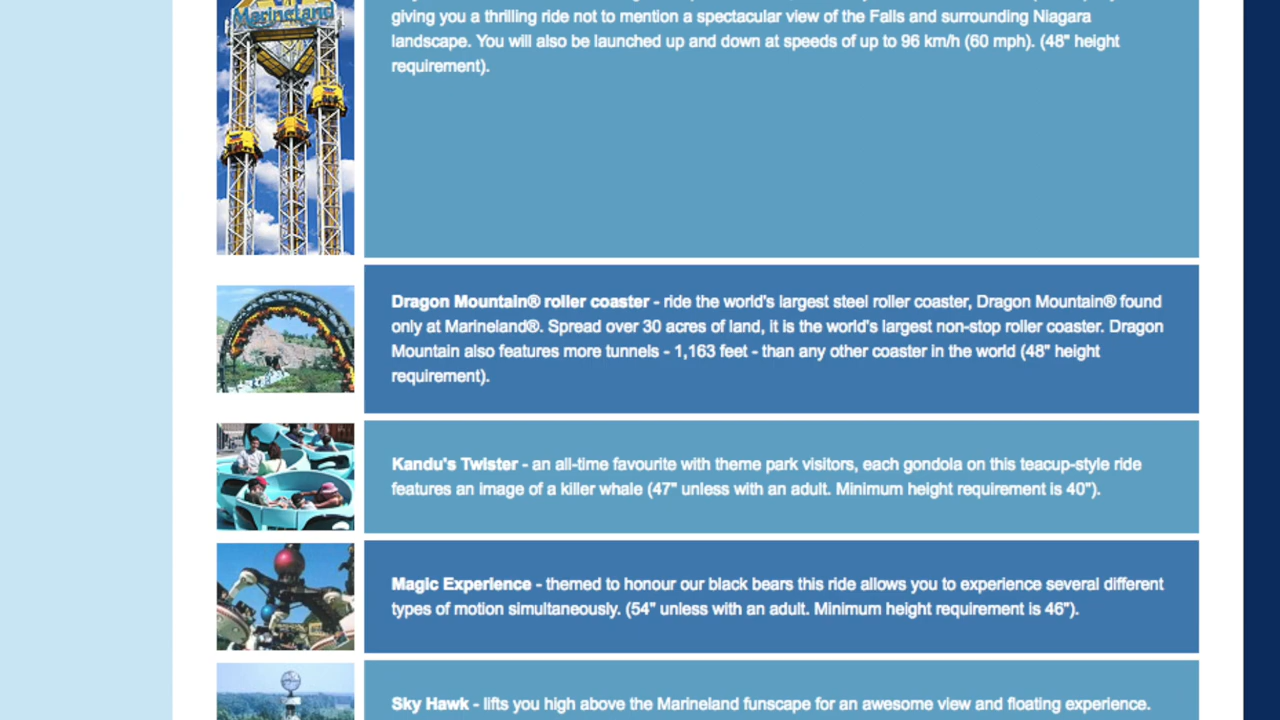 Marineland
giving you a thrilling ride not to mention a spectacular view of the Falls and surrounding Niagara
landscape. You will also be launched up and down at speeds of up to 96 km/h (60 mph). (48" height
requirement).
Dragon Mountain® roller coaster - ride the world's largest steel roller coaster, Dragon Mountain® found
only at Marineland®. Spread over 30 acres of land, it is the world's largest non-stop roller coaster. Dragon
Mountain also features more tunnels - 1,163 feet - than any other coaster in the world (48" height
requirement).
Kandu's Twister - an all-time favourite with theme park visitors, each gondola on this teacup-style ride
features an image of a killer whale (47" unless with an adult. Minimum height requirement is 40").
Magic Experience - themed to honour our black bears this ride allows you to experience several different
types of motion simultaneously. (54" unless with an adult. Minimum height requirement is 46").
Sky Hawk - lifts you high above the Marineland funscape for an awesome view and floating experience.